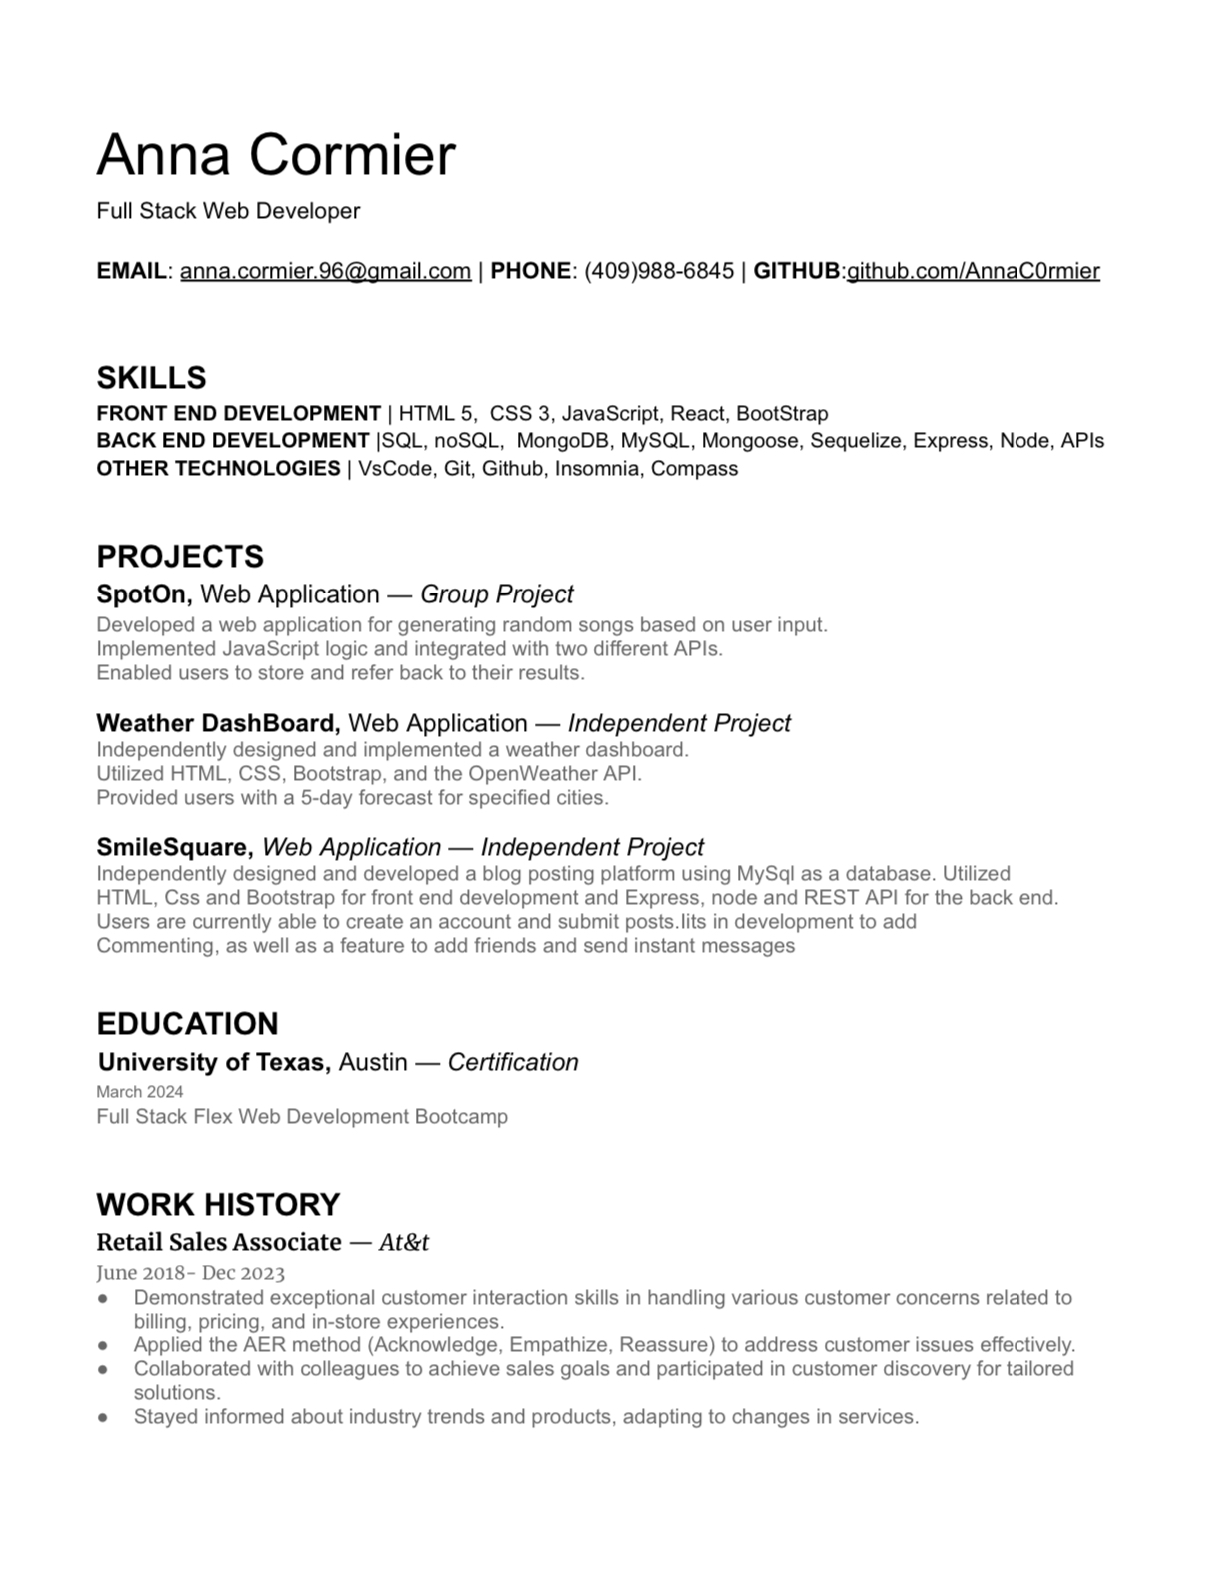 Anna Cormier
Full Stack Web Developer
EMAIL: anna.cormier.96@gmail.com | PHONE: (409)988-6845 | GITHUB:github.com/AnnaC0rmier
SKILLS
FRONT END DEVELOPMENT | HTML 5,  CSS 3, JavaScript, React, BootStrap
BACK END DEVELOPMENT |SQL, noSQL,  MongoDB, MySQL, Mongoose, Sequelize, Express, Node, APIs
OTHER TECHNOLOGIES | VsCode, Git, Github, Insomnia, Compass
PROJECTS
SpotOn, Web Application — Group Project
Developed a web application for generating random songs based on user input.
Implemented JavaScript logic and integrated with two different APIs.
Enabled users to store and refer back to their results.
Weather DashBoard, Web Application — Independent Project
Independently designed and implemented a weather dashboard.
Utilized HTML, CSS, Bootstrap, and the OpenWeather API.
Provided users with a 5-day forecast for specified cities.
SmileSquare, Web Application — Independent Project
Independently designed and developed a blog posting platform using MySql as a database. Utilized
HTML, Css and Bootstrap for front end development and Express, node and REST API for the back end.
Users are currently able to create an account and submit posts.Iits in development to add
Commenting, as well as a feature to add friends and send instant messages
EDUCATION
University of Texas, Austin — Certification
March 2024
Full Stack Flex Web Development Bootcamp
WORK HISTORY
Retail Sales Associate — At&t
June 2018- Dec 2023
● Demonstrated exceptional customer interaction skills in handling various customer concerns related to
billing, pricing, and in-store experiences.
● Applied the AER method (Acknowledge, Empathize, Reassure) to address customer issues effectively.
● Collaborated with colleagues to achieve sales goals and participated in customer discovery for tailored
solutions.
● Stayed informed about industry trends and products, adapting to changes in services.